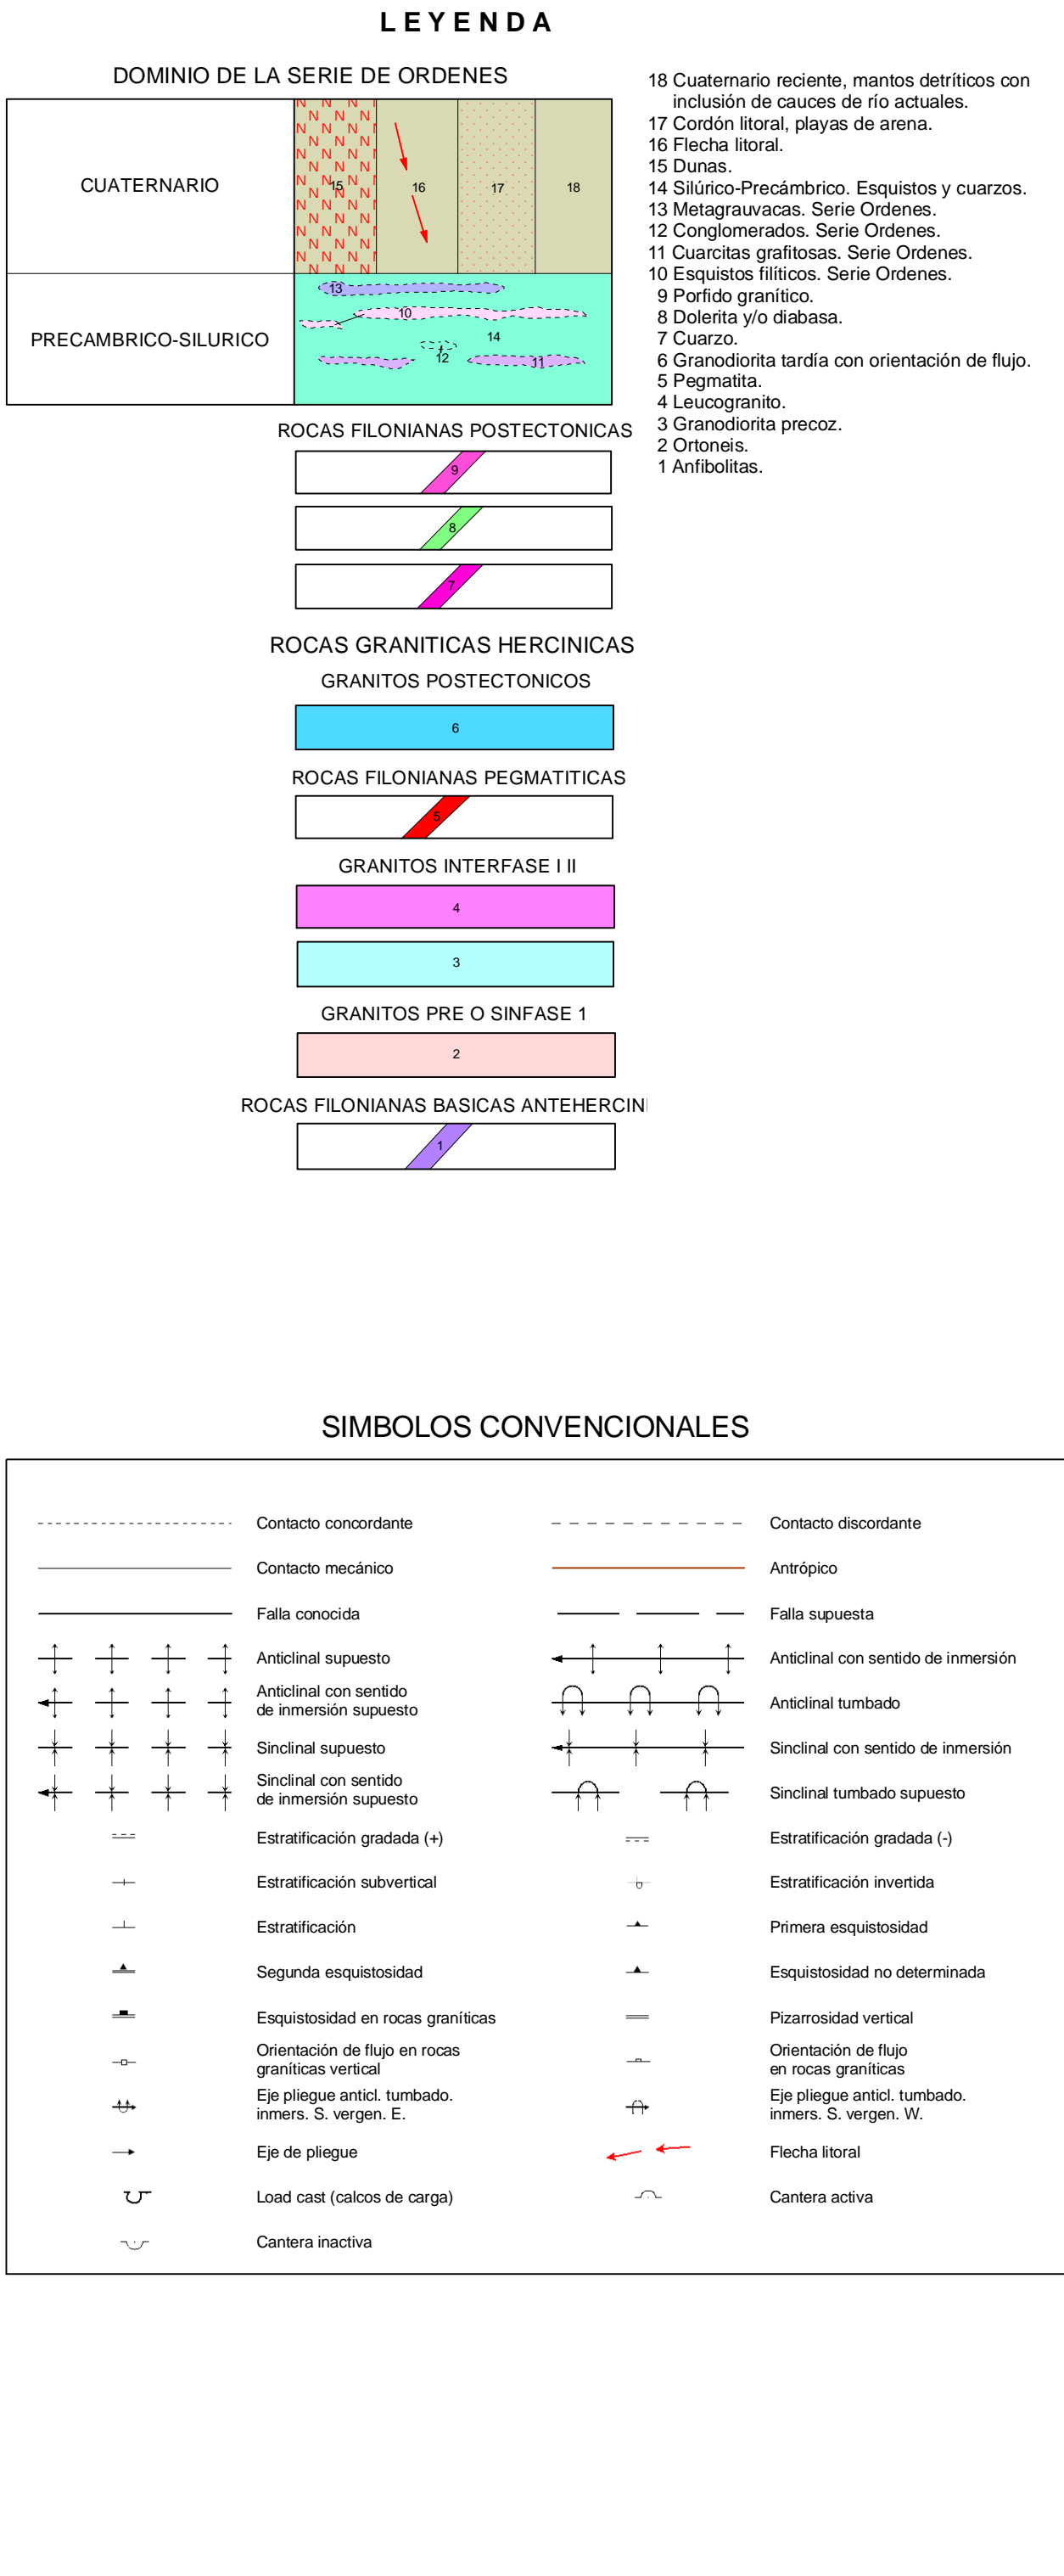 LEYENDA
DOMINIO DE LA SERIE DE ORDENES
CUATERNARIO
15
16
17
18
PRECAMBRICO-SILURICO
13
10
14
12
11
18 Cuaternario reciente, mantos detríticos con
inclusión de cauces de río actuales.
17 Cordón litoral, playas de arena.
16 Flecha litoral.
15 Dunas.
14 Silúrico-Precámbrico. Esquistos y cuarzos.
13 Metagrauvacas. Serie Ordenes.
12 Conglomerados. Serie Ordenes.
11 Cuarcitas grafitosas. Serie Ordenes.
10 Esquistos filíticos. Serie Ordenes.
9 Porfido granítico.
8 Dolerita y/o diabasa.
7 Cuarzo.
6 Granodiorita tardía con orientación de flujo.
5 Pegmatita.
4 Leucogranito.
3 Granodiorita precoz.
2 Ortoneis.
1 Anfibolitas.
ROCAS FILONIANAS POSTECTONICAS
9
8
7
ROCAS GRANITICAS HERCINICAS
GRANITOS POSTECTONICOS
6
ROCAS FILONIANAS PEGMATITICAS
5
GRANITOS INTERFASE I II
4
3
GRANITOS PRE O SINFASE 1
2
ROCAS FILONIANAS BASICAS ANTEHERCINI
1
SIMBOLOS CONVENCIONALES
Contacto concordante
Contacto discordante
Contacto mecánico
Antrópico
Falla conocida
Falla supuesta
Anticlinal supuesto
Anticlinal con sentido de inmersión
Anticlinal con sentido
de inmersión supuesto
Anticlinal tumbado
Sinclinal supuesto
Sinclinal con sentido de inmersión
Sinclinal con sentido
de inmersión supuesto
Sinclinal tumbado supuesto
Estratificación gradada (+)
Estratificación gradada (-)
Estratificación subvertical
Estratificación invertida
Estratificación
Primera esquistosidad
Segunda esquistosidad
Esquistosidad no determinada
Esquistosidad en rocas graníticas
Pizarrosidad vertical
Orientación de flujo en rocas
graníticas vertical
Orientación de flujo
en rocas graníticas
Eje pliegue anticl. tumbado.
inmers. S. vergen. E.
Eje pliegue anticl. tumbado.
inmers. S. vergen. W.
Eje de pliegue
Flecha litoral
Load cast (calcos de carga)
Cantera activa
Cantera inactiva